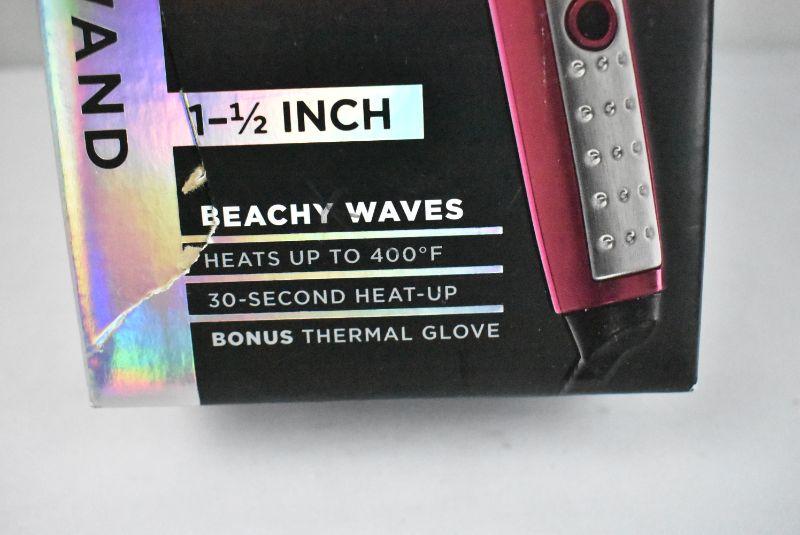 WAND
1-½ INCH
BEACHY WAVES
HEATS UP TO 400°F
30-SECOND HEAT-UP
BONUS THERMAL GLOVE